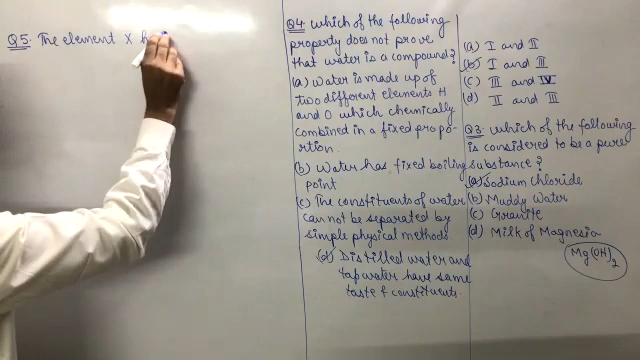 Q5. The element X h
Q4. Which of the following
property does not prove
that water is a compound?
(a) Water is made up of
two different elements H
and O which chemically
combined in a fixed propo-
rtion.
(b) Water has fixed boiling
point
(c) The constituents of water
can not be separated by
simple physical methods
(d) Distilled water and
tap water have same
taste & constituents.
(a) I and II
(b) I and III
(c) III and IV
(d) II and III
Q3. Which of the following
is considered to be a pure
substance?
(a) Sodium Chloride
(b) Muddy Water
(c) Granite
(d) Milk of Magnesia
Mg(OH)2